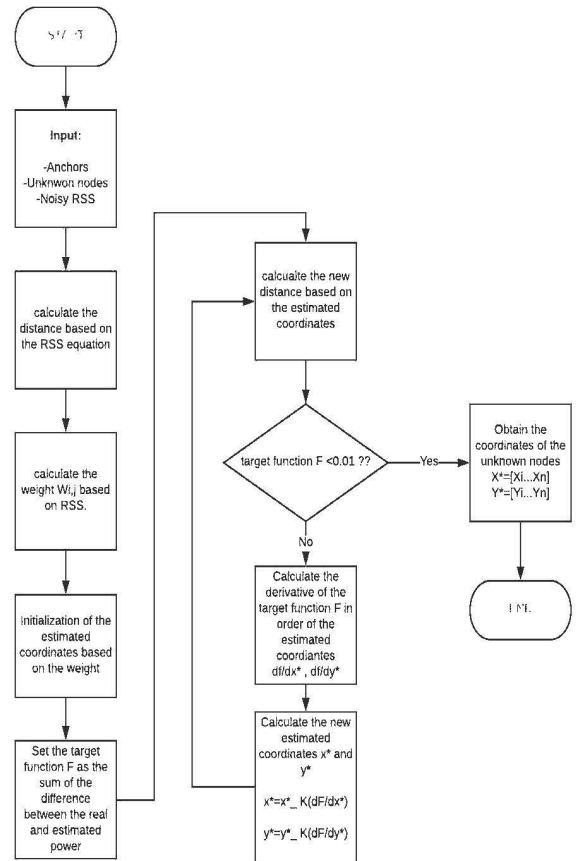 Input:
-Anchors
-Unknwon nodes
-Noisy RSS
calculate the
distance based on
the RSS equation
calculate the
weight Wi,j based
on RSS.
Initialization of the
estimated
coordinates based
on the weight
Set the target
function F as the
sum of the
difference
between the real
and estimated
power
calcualte the new
distance based on
the estimated
coordinates
target function F <0.01 ??
Yes
No
Calculate the
derivative of the
target function F in
order of the
estimated
coordiantes
df/dx* , df/dy*
Calculate the new
estimated
coordinates x* and
y*
x*=x*_ K(dF/dx*)
y*=y*_ K(dF/dy*)
Obtain the
coordinates of the
unknown nodes
X*=[Xi...Xn]
Y*=[Yi...Yn]